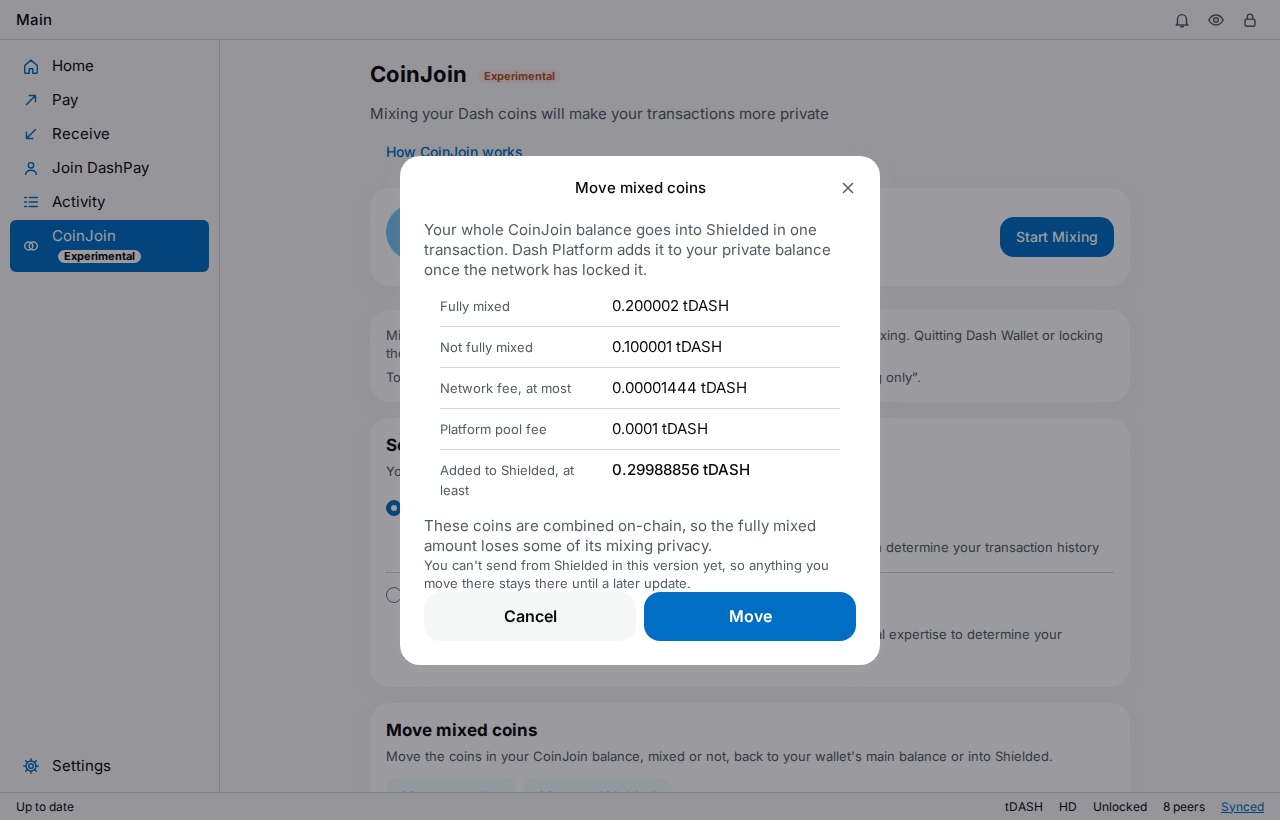 Main
Home
Pay
Receive
Join DashPay
Activity
CoinJoin
Experimental
Settings
CoinJoin Experimental
Mixing your Dash coins will make your transactions more private
How CoinJoin works
Start Mixing
Move mixed coins
Your whole CoinJoin balance goes into Shielded in one
transaction. Dash Platform adds it to your private balance
once the network has locked it.
Fully mixed 0.200002 tDASH
Not fully mixed 0.100001 tDASH
Network fee, at most 0.00001444 tDASH
Platform pool fee 0.0001 tDASH
Added to Shielded, at
least 0.29988856 tDASH
These coins are combined on-chain, so the fully mixed
amount loses some of its mixing privacy.
You can't send from Shielded in this version yet, so anything you
move there stays there until a later update.
Cancel
Move
Quitting Dash Wallet or locking
To
only”.
determine your transaction history
expertise to determine your
Move mixed coins
Move the coins in your CoinJoin balance, mixed or not, back to your wallet's main balance or into Shielded.
Up to date
tDASH HD Unlocked 8 peers Synced